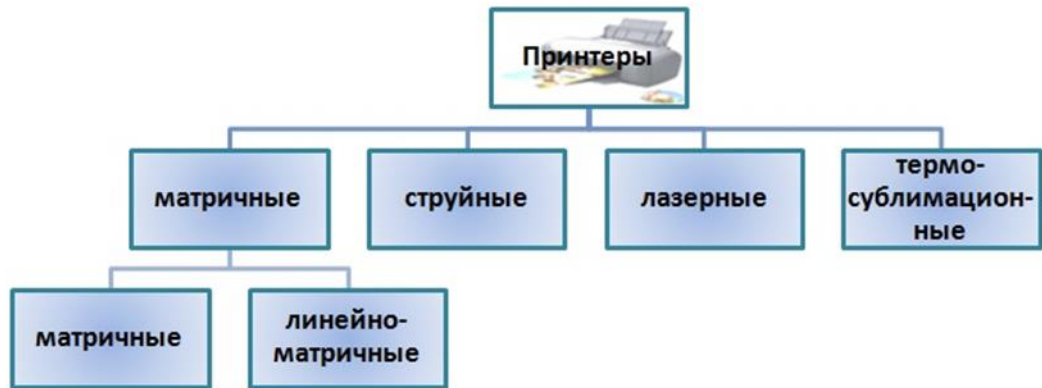 Принтеры
матричные
струйные
лазерные
термо-
сублимацион-
ные
матричные
линейно-
матричные